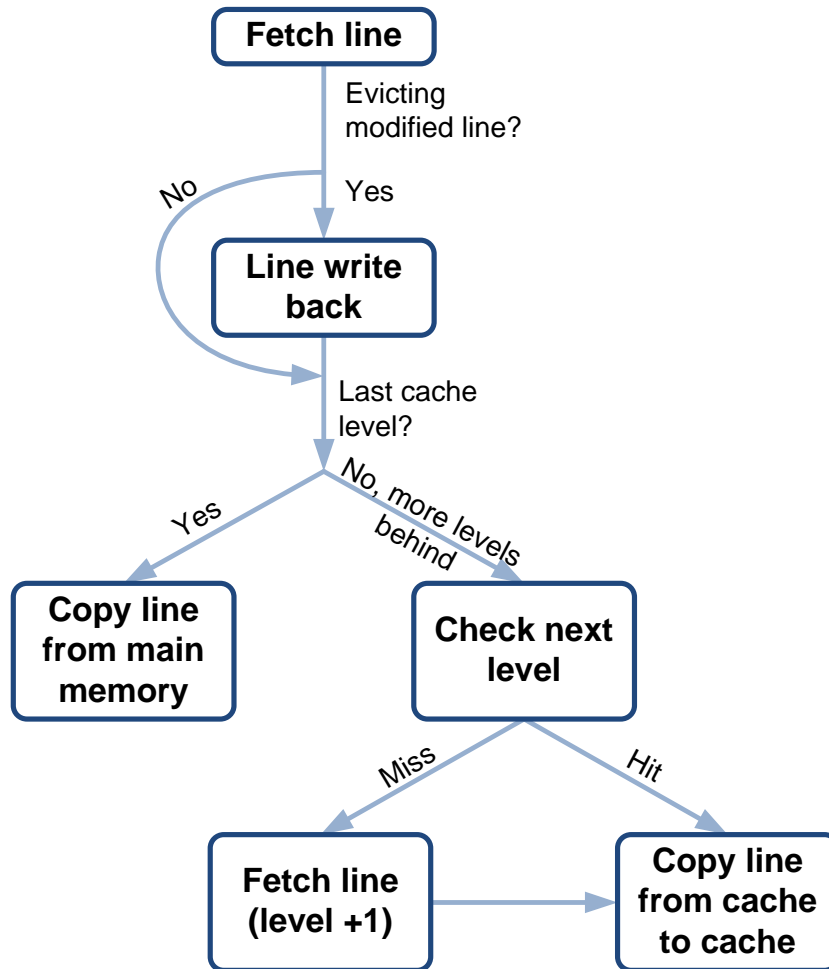 Fetch line
Evicting
modified line?
No
Yes
Line write
back
Last cache
level?
Yes
No, more levels
behind
Copy line
from main
memory
Check next
level
Miss
Hit
Fetch line
(level +1)
Copy line
from cache
to cache